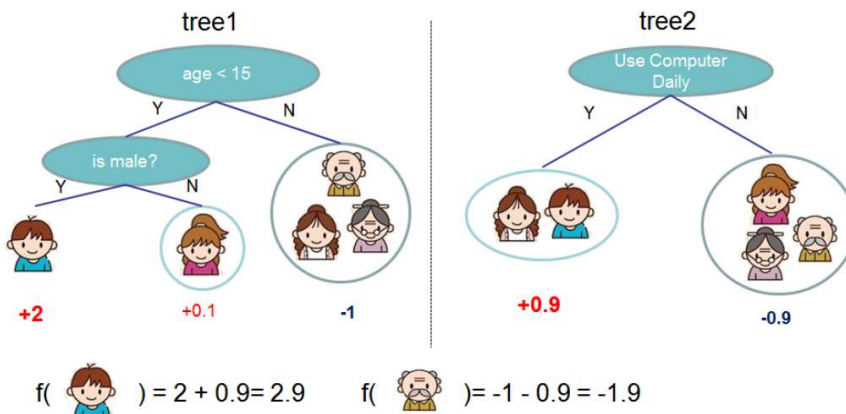 tree1
tree2
age < 15
Use Computer
Daily
Y
N
Y
N
is male?
Y
N
+2
+0.1
-1
+0.9
-0.9
f( ) = 2 + 0.9= 2.9
f( )= -1 - 0.9 = -1.9